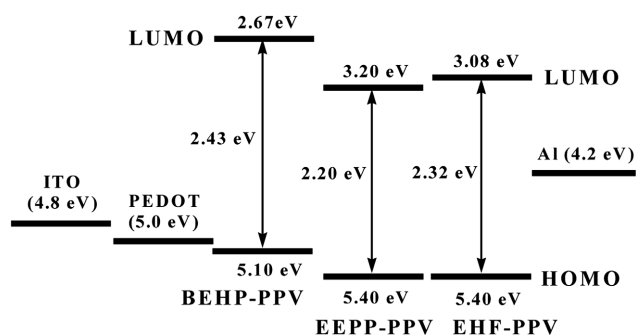 2.67eV
LUMO
3.20 eV
3.08 eV
LUMO
2.43 eV
2.20 eV
2.32 eV
Al (4.2 eV)
ITO
(4.8 eV)
PEDOT
(5.0 eV)
5.10 eV
BEHP-PPV
5.40 eV
5.40 eV
HOMO
EEPP-PPV
EHF-PPV